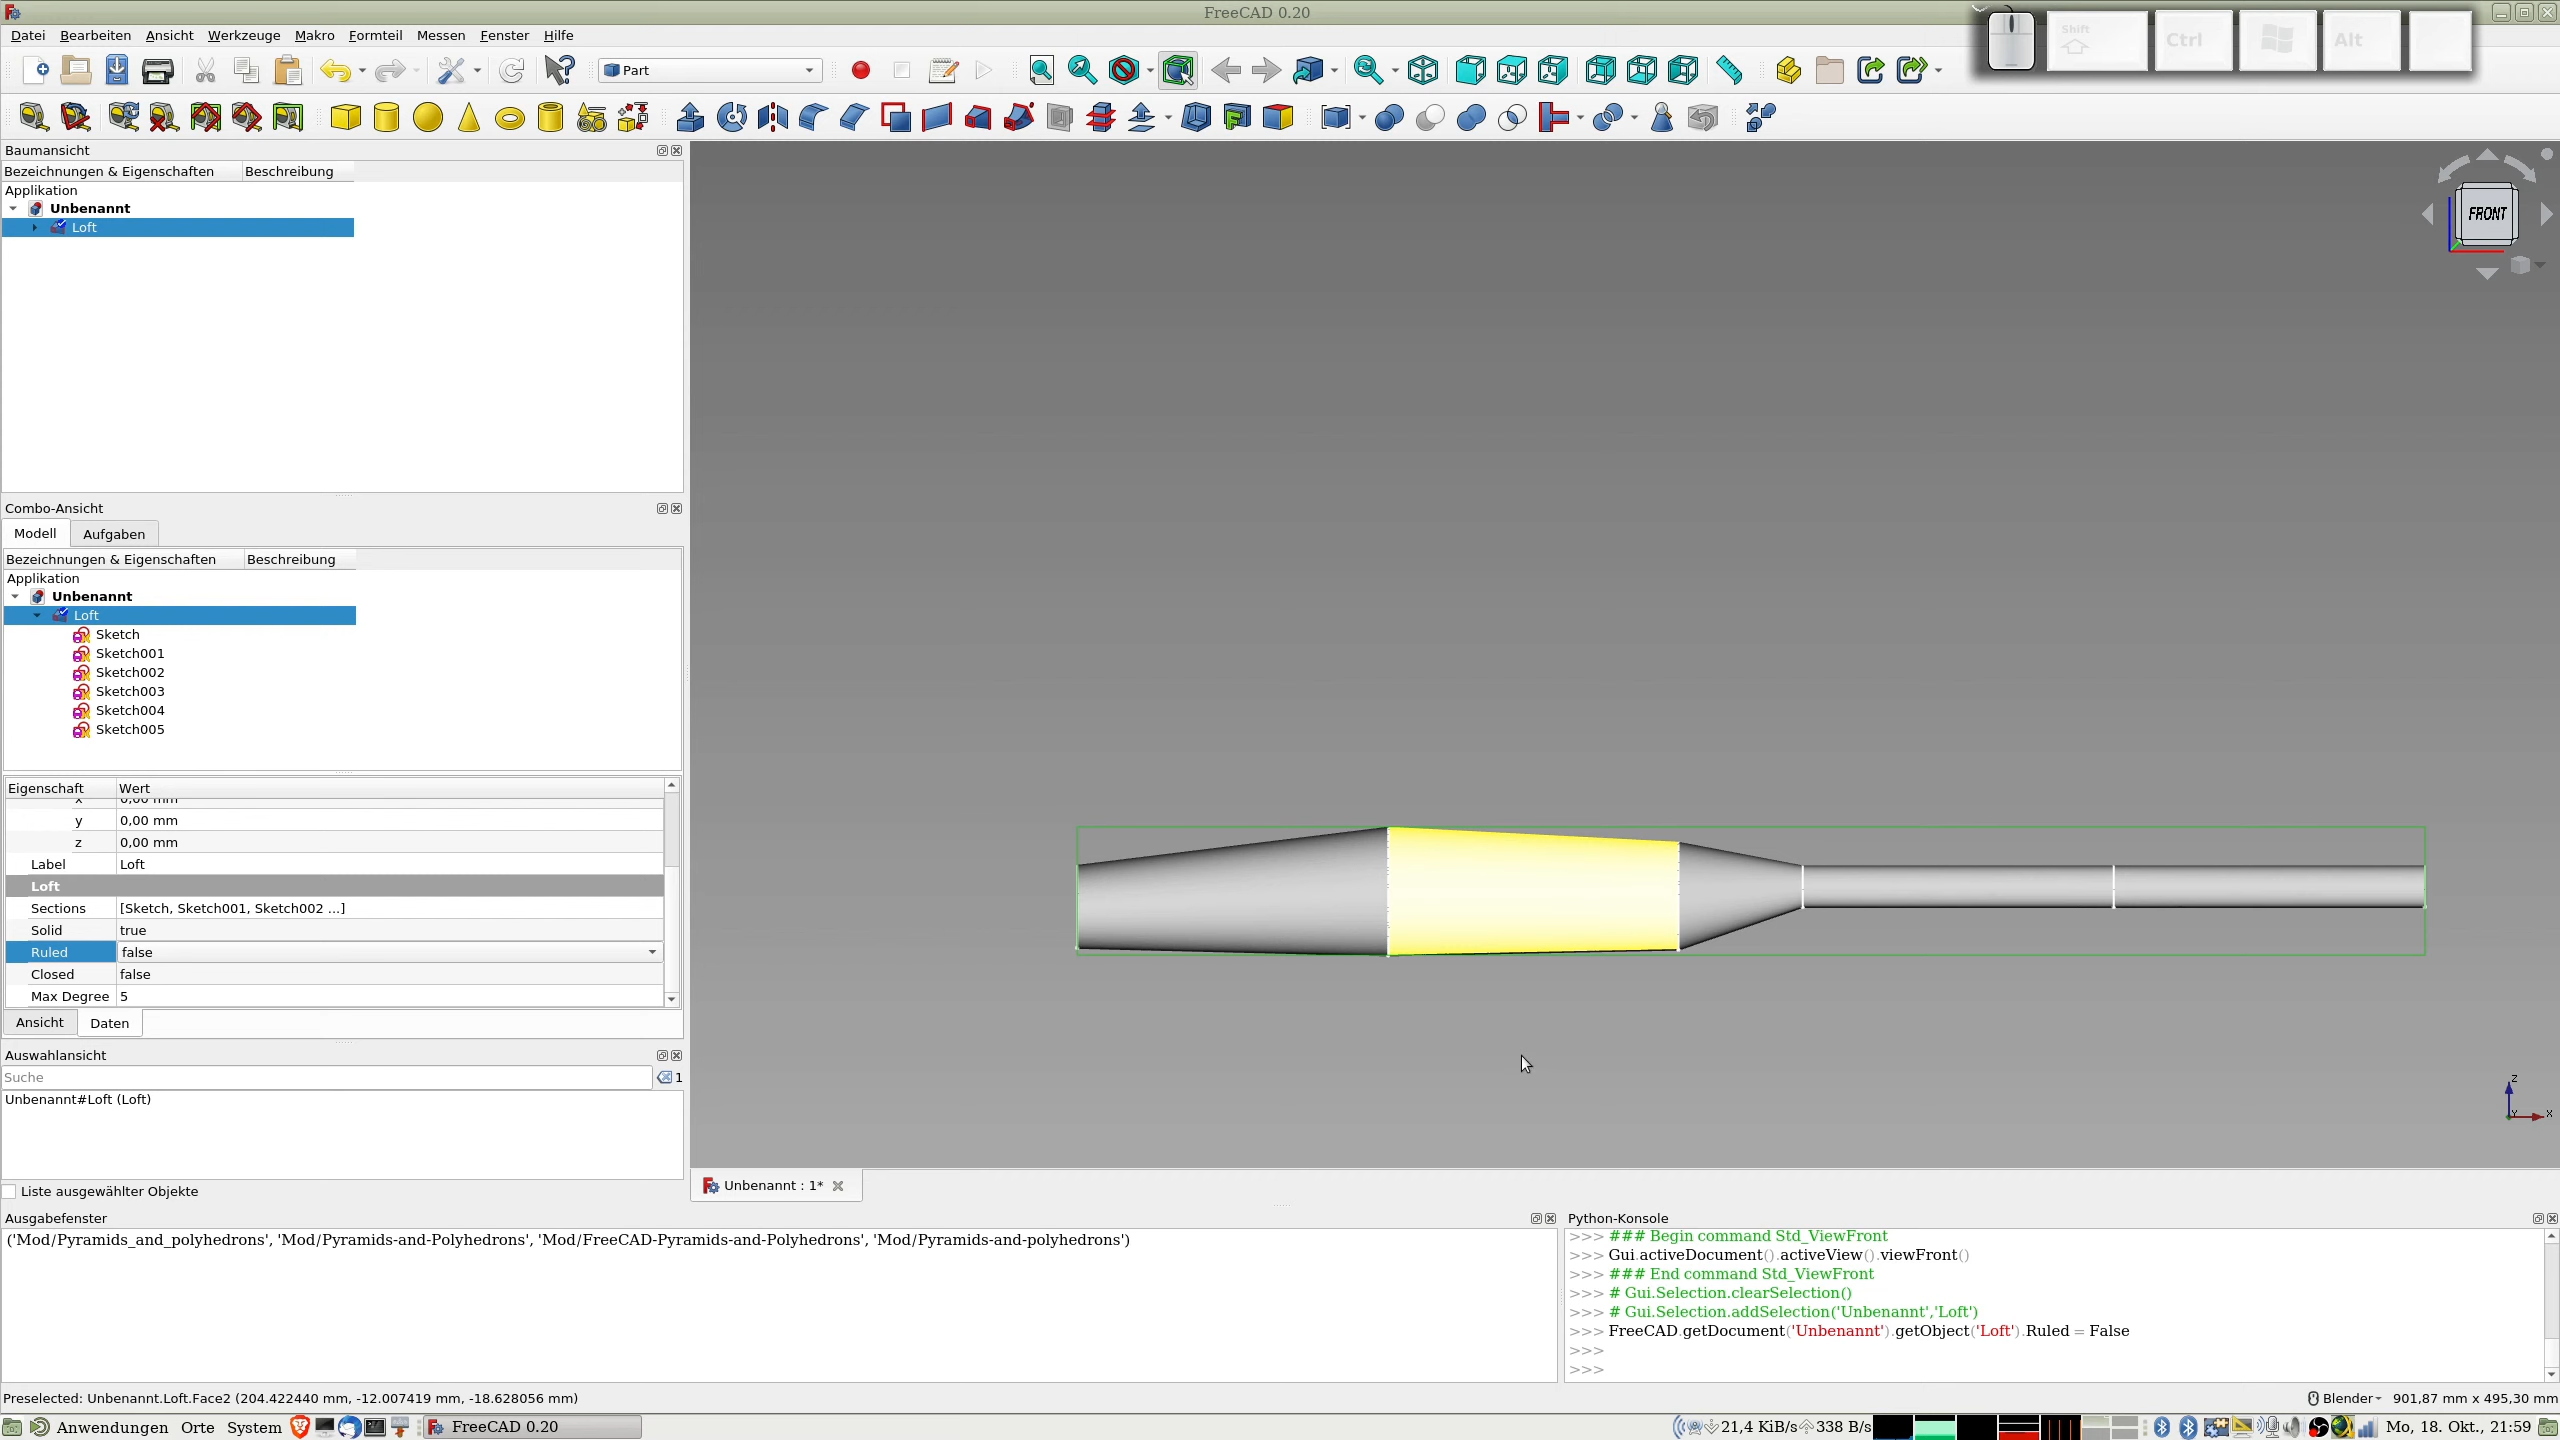 FreeCAD 0.20
Datei Bearbeiten Ansicht Werkzeuge Makro Formteil Messen Fenster Hilfe
Shift Ctrl Alt
Part
Baumansicht
Bezeichnungen & Eigenschaften Beschreibung
Applikation
Unbenannt
Loft
FRONT
Combo-Ansicht
Modell Aufgaben
Bezeichnungen & Eigenschaften Beschreibung
Applikation
Unbenannt
Loft
Sketch
Sketch001
Sketch002
Sketch003
Sketch004
Sketch005
Eigenschaft Wert
x 0,00 mm
y 0,00 mm
z 0,00 mm
Label Loft
Loft
Sections [Sketch, Sketch001, Sketch002 ...]
Solid true
Ruled false
Closed false
Max Degree 5
Ansicht Daten
Auswahlansicht
Suche 1
Unbenannt#Loft (Loft)
Liste ausgewählter Objekte
z
Y x
Unbenannt : 1*
Ausgabefenster
('Mod/Pyramids_and_polyhedrons', 'Mod/Pyramids-and-Polyhedrons', 'Mod/FreeCAD-Pyramids-and-Polyhedrons', 'Mod/Pyramids-and-polyhedrons')
Python-Konsole
>>> ### Begin command Std_ViewFront
>>> Gui.activeDocument().activeView().viewFront()
>>> ### End command Std_ViewFront
>>> # Gui.Selection.clearSelection()
>>> # Gui.Selection.addSelection('Unbenannt','Loft')
>>> FreeCAD.getDocument('Unbenannt').getObject('Loft').Ruled = False
>>>
>>>
Preselected: Unbenannt.Loft.Face2 (204.422440 mm, -12.007419 mm, -18.628056 mm)
Blender 901,87 mm x 495,30 mm
Anwendungen Orte System FreeCAD 0.20 21,4 KiB/s 338 B/s Mo, 18. Okt., 21:59